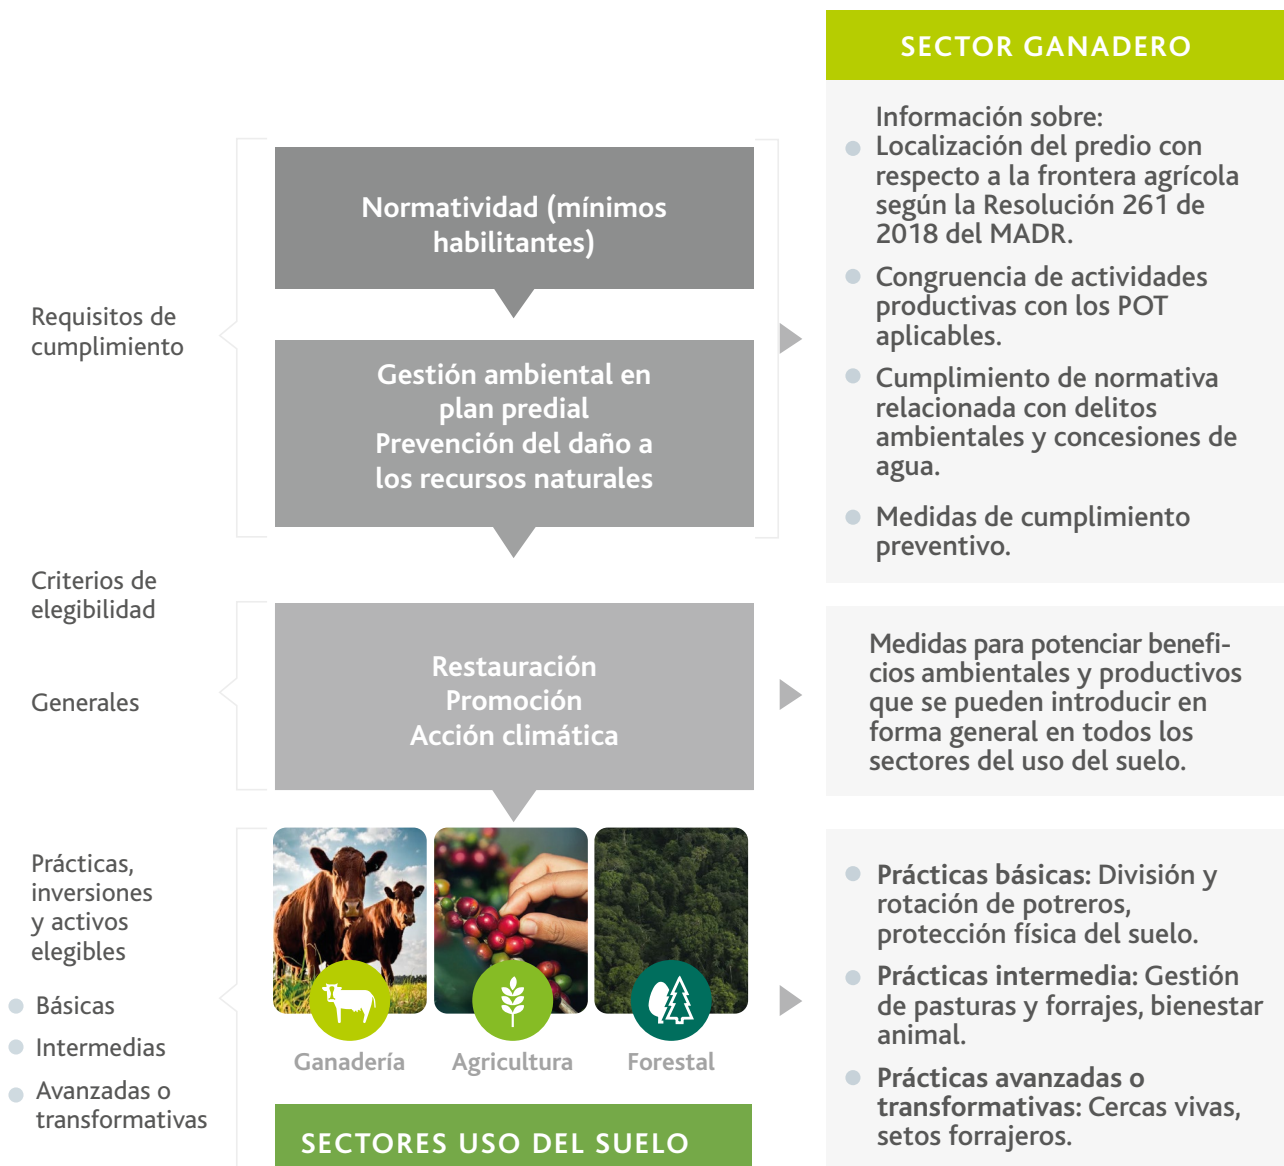 SECTOR GANADERO
Requisitos de
cumplimiento
Normatividad (mínimos
habilitantes)
Gestión ambiental en
plan predial
Prevención del daño a
los recursos naturales
Información sobre:
Localización del predio con
respecto a la frontera agrícola
según la Resolución 261 de
2018 del MADR.
Congruencia de actividades
productivas con los POT
aplicables.
Cumplimiento de normativa
relacionada con delitos
ambientales y concesiones de
agua.
Medidas de cumplimiento
preventivo.
Criterios de
elegibilidad
Generales
Restauración
Promoción
Acción climática
Medidas para potenciar benefi-
cios ambientales y productivos
que se pueden introducir en
forma general en todos los
sectores del uso del suelo.
Prácticas,
inversiones
y activos
elegibles
Básicas
Intermedias
Avanzadas o
transformativas
Ganadería
Agricultura
Forestal
SECTORES USO DEL SUELO
Prácticas básicas: División y
rotación de potreros,
protección física del suelo.
Prácticas intermedia: Gestión
de pasturas y forrajes, bienestar
animal.
Prácticas avanzadas o
transformativas: Cercas vivas,
setos forrajeros.